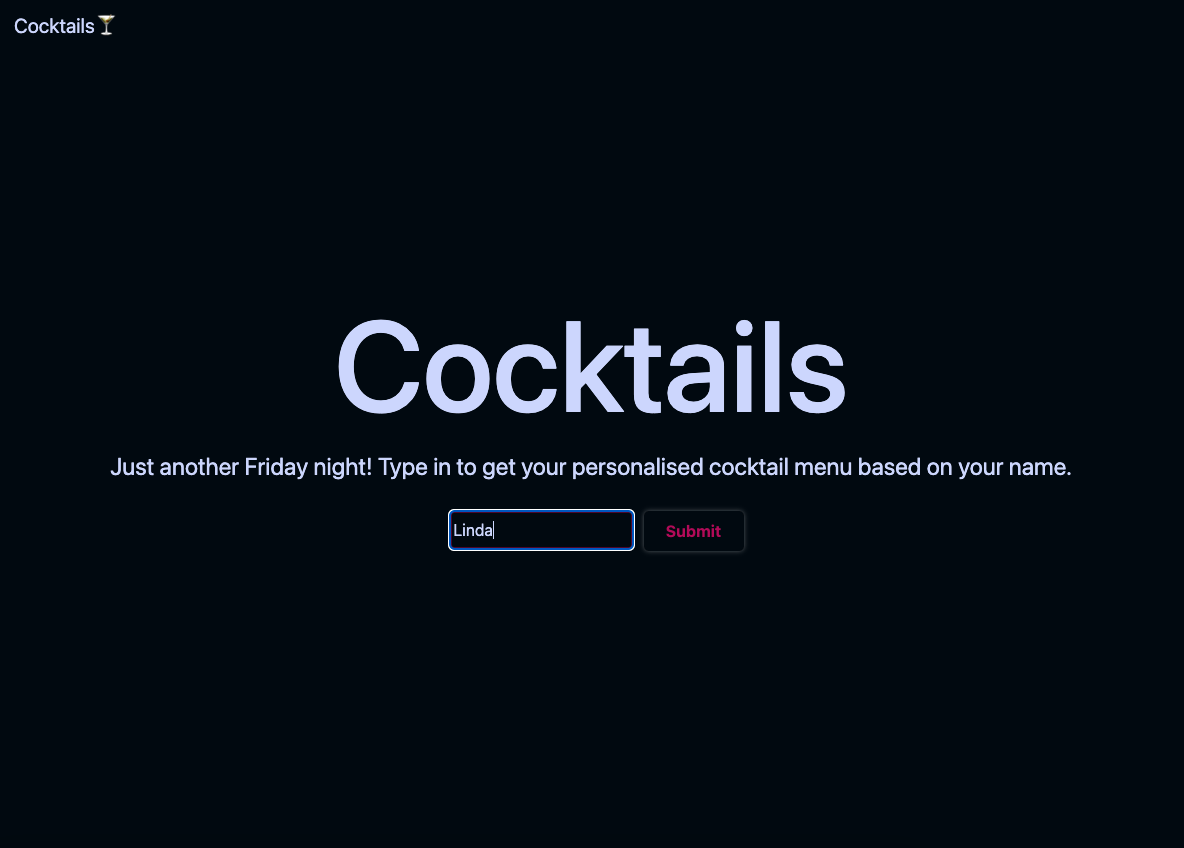 Cocktails🍸
Cocktails
Just another Friday night! Type in to get your personalised cocktail menu based on your name.
Linda
Submit